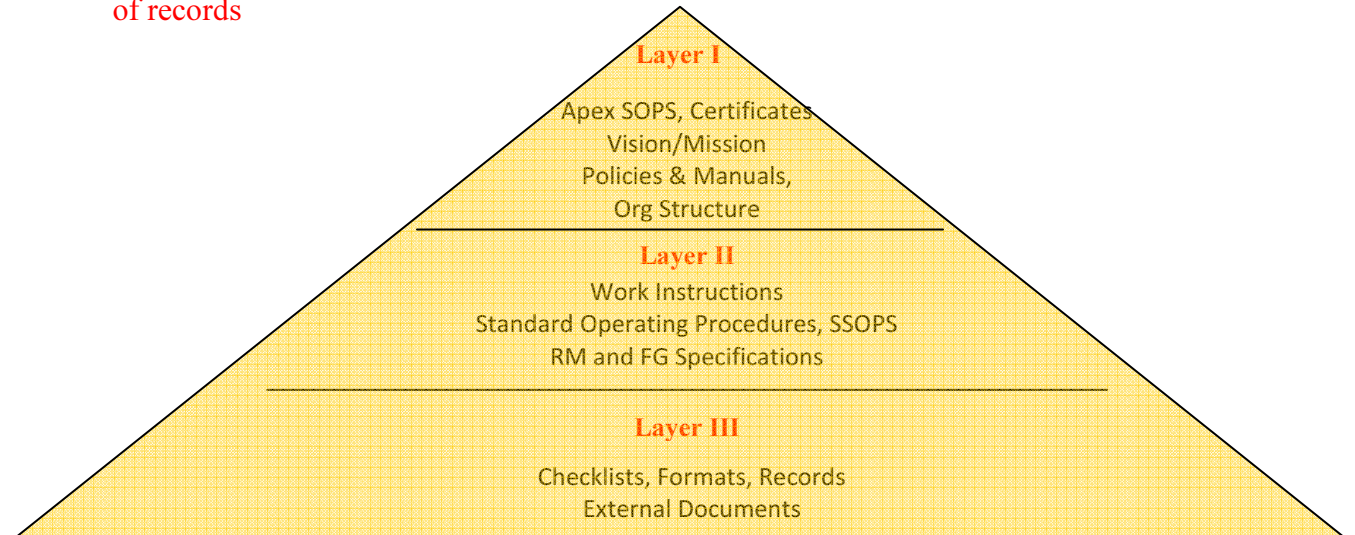 of records
Layer I
Apex SOPS, Certificates
Vision/Mission
Policies & Manuals,
Org Structure
Layer II
Work Instructions
Standard Operating Procedures, SSOPS
RM and FG Specifications
Layer III
Checklists, Formats, Records
External Documents